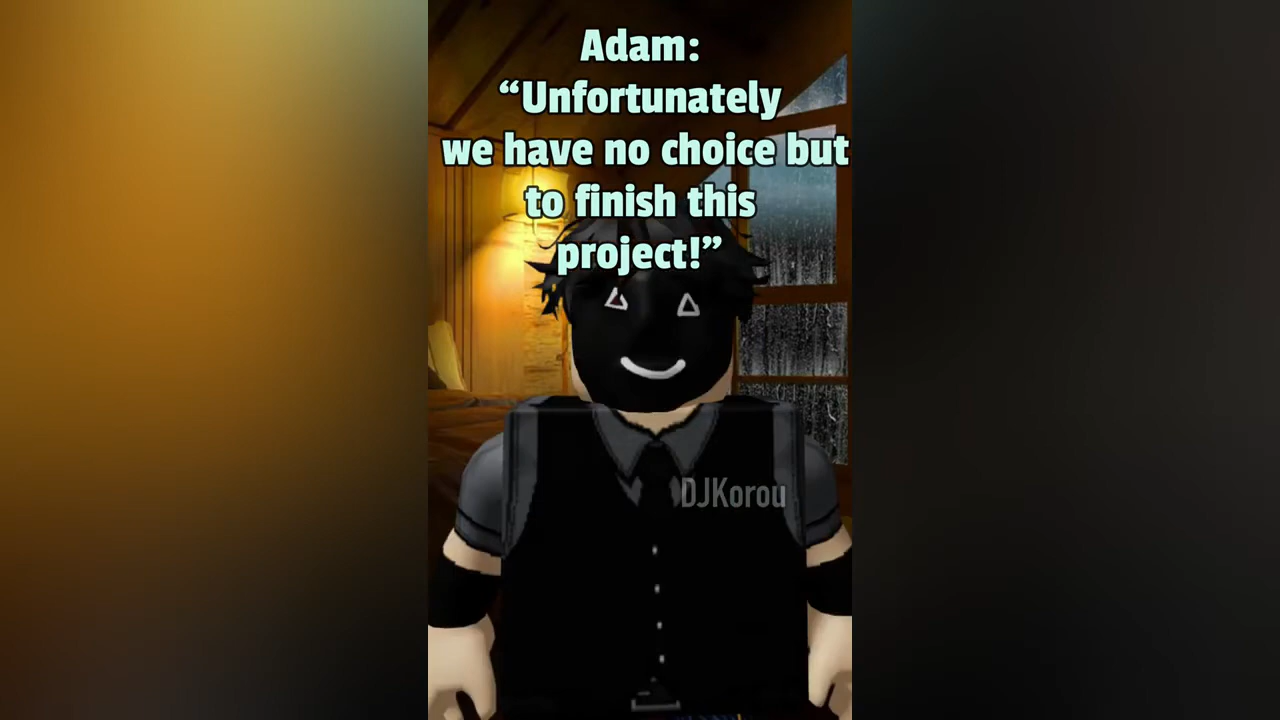 Adam:
“Unfortunately
we have no choice but
to finish this
project!”
DJKorou